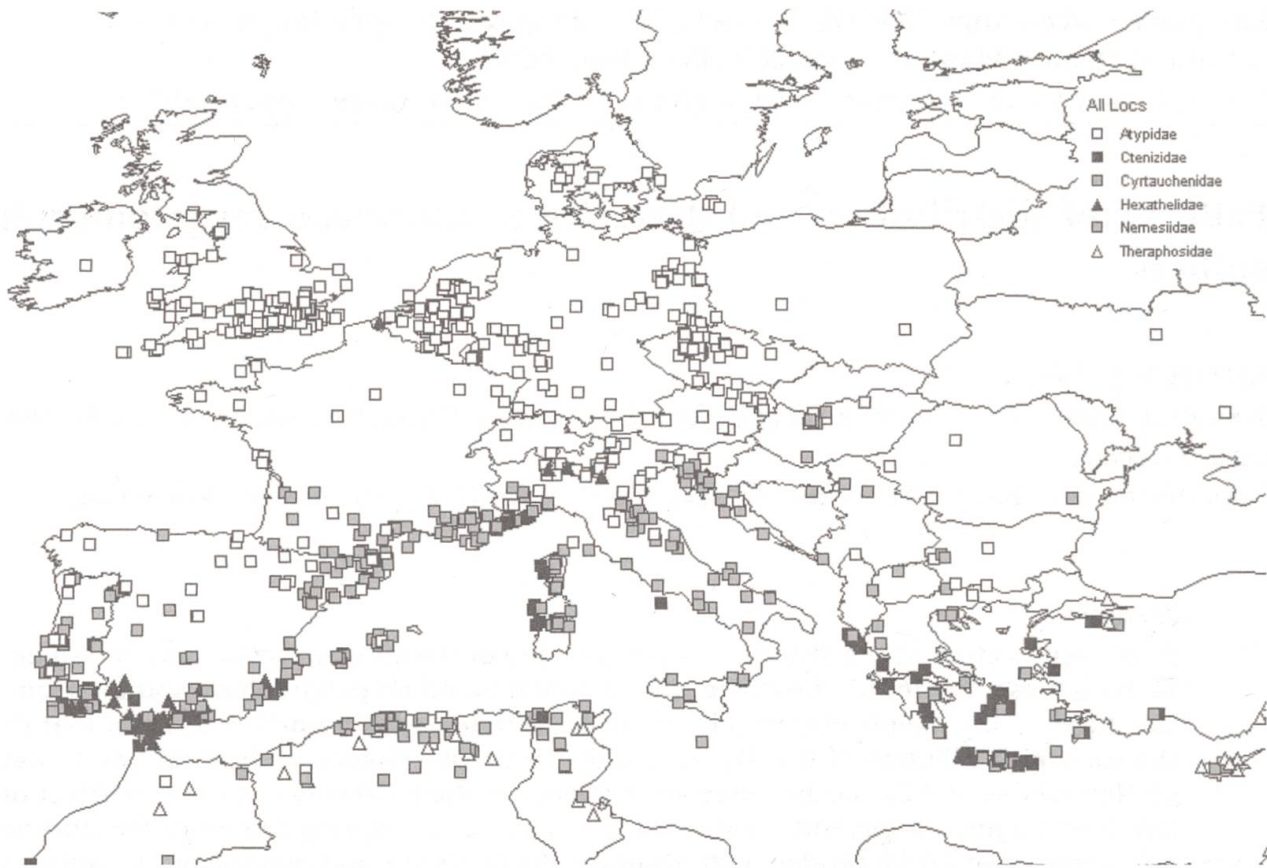 All Locs
Atypidae
Ctenizidae
Cyrtauchenidae
Hexathelidae
Nemesiidae
Theraphosidae